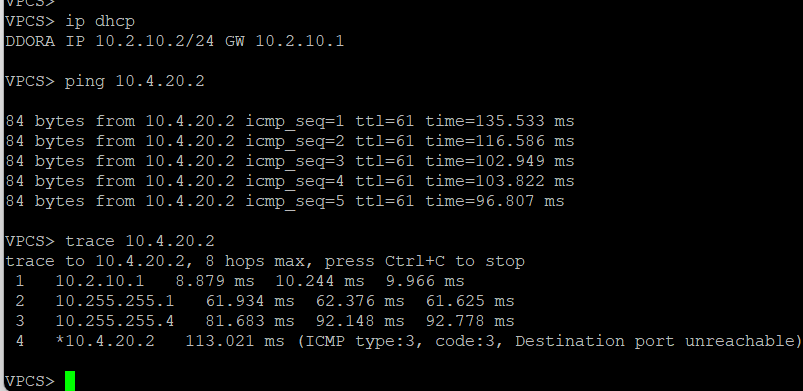 VPCS>
VPCS> ip dhcp
DDORA IP 10.2.10.2/24 GW 10.2.10.1
VPCS> ping 10.4.20.2
84 bytes from 10.4.20.2 icmp_seq=1 ttl=61 time=135.533 ms
84 bytes from 10.4.20.2 icmp_seq=2 ttl=61 time=116.586 ms
84 bytes from 10.4.20.2 icmp_seq=3 ttl=61 time=102.949 ms
84 bytes from 10.4.20.2 icmp_seq=4 ttl=61 time=103.822 ms
84 bytes from 10.4.20.2 icmp_seq=5 ttl=61 time=96.807 ms
VPCS> trace 10.4.20.2
trace to 10.4.20.2, 8 hops max, press Ctrl+C to stop
1 10.2.10.1 8.879 ms 10.244 ms 9.966 ms
2 10.255.255.1 61.934 ms 62.376 ms 61.625 ms
3 10.255.255.4 81.683 ms 92.148 ms 92.778 ms
4 *10.4.20.2 113.021 ms (ICMP type:3, code:3, Destination port unreachable)
VPCS>